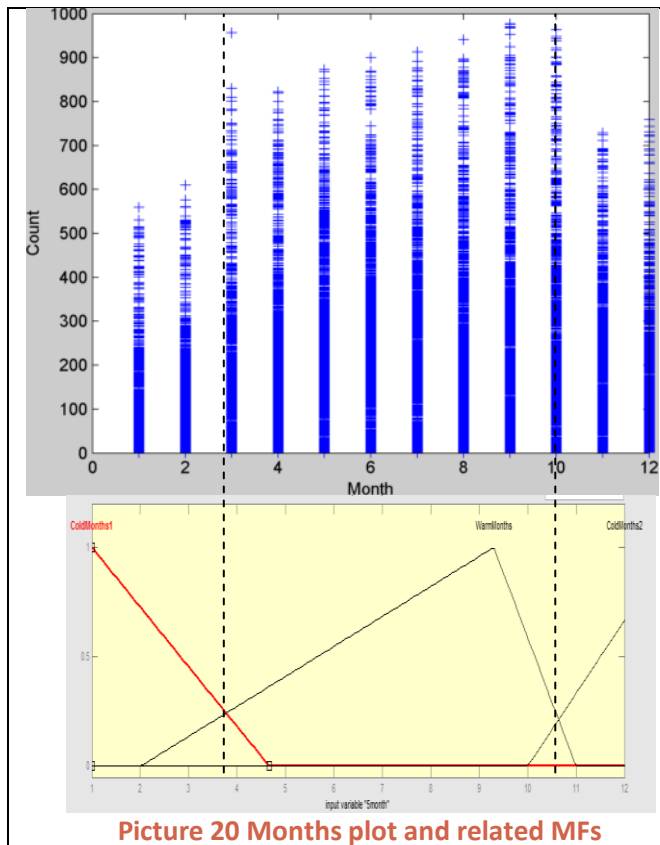 1000
900
800
700
600
500
400
300
200
100
0
Count
0 2 4 6 8 10 12
Month
ColdMonths1 WarmMonths ColdMonths2
1
0.5
0
1 2 3 4 5 6 7 8 9 10 11 12
input variable "5month"
Picture 20 Months plot and related MFs